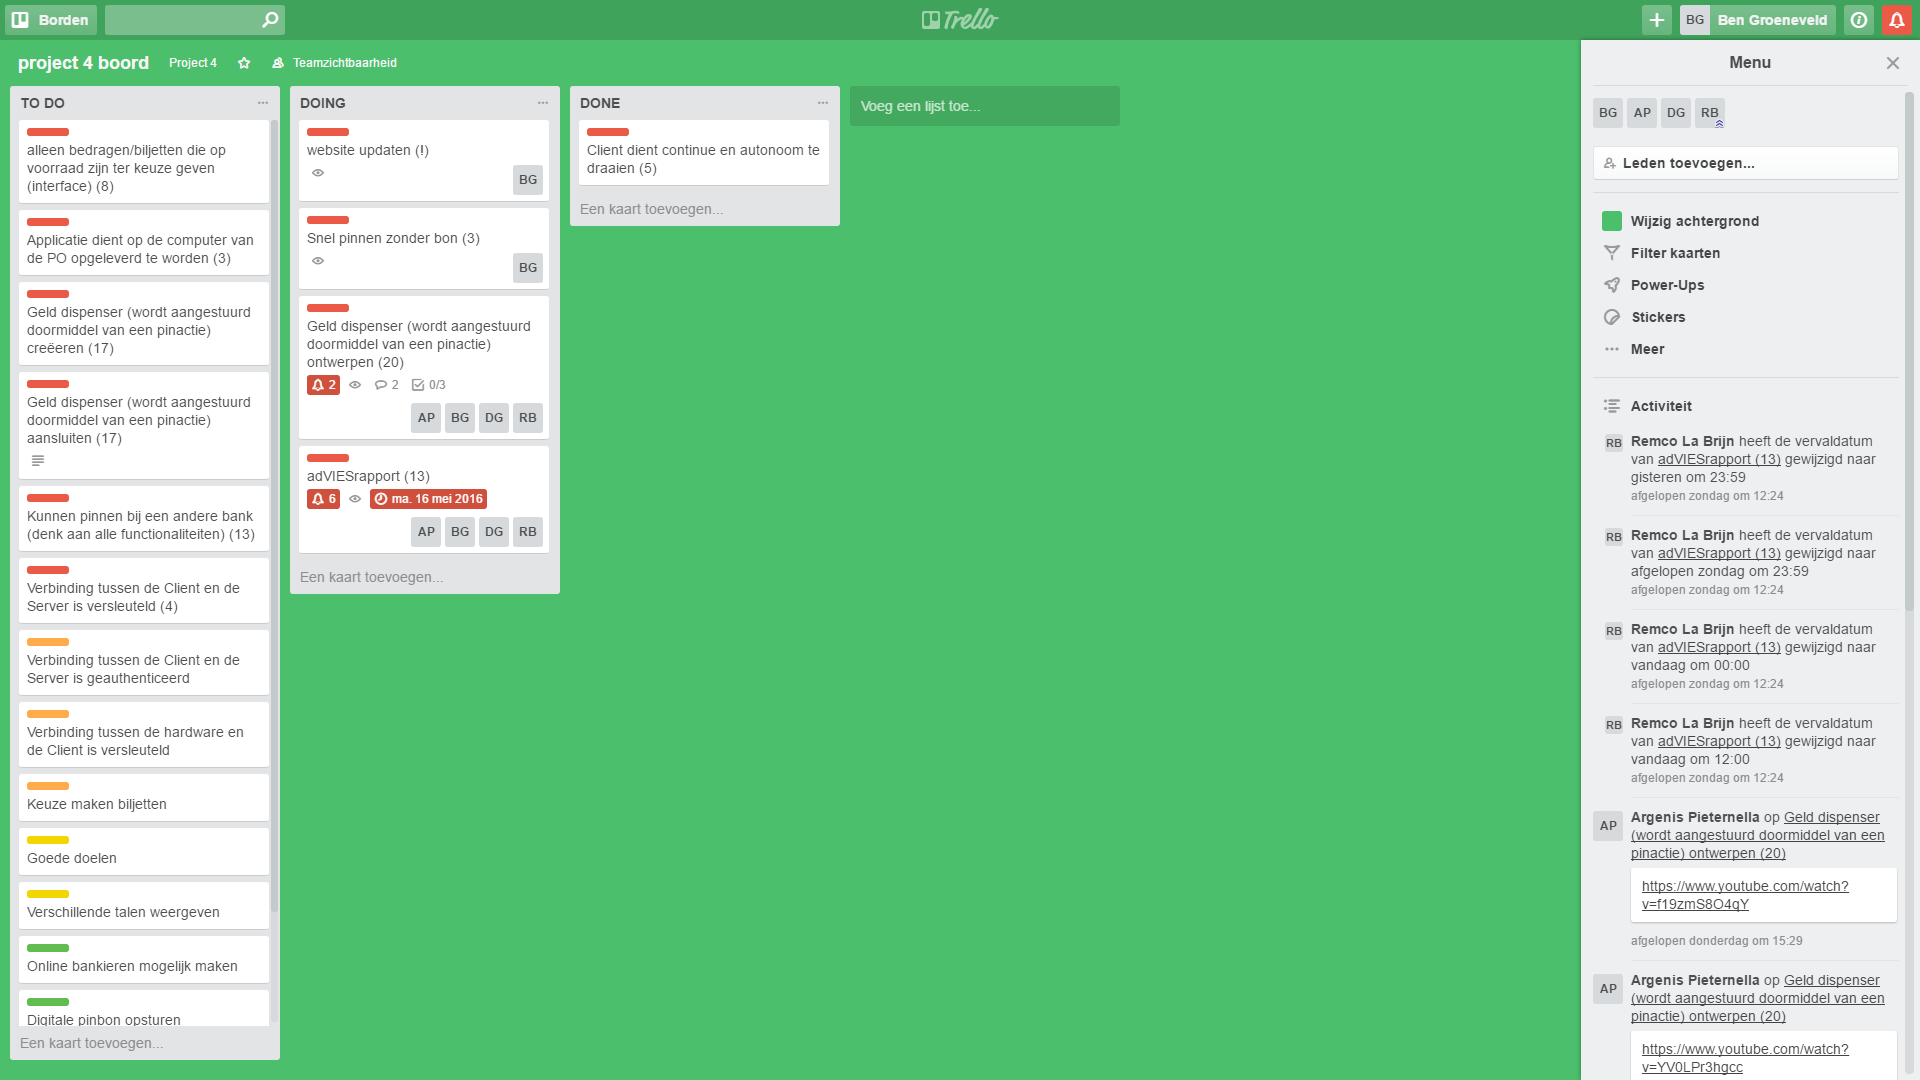 Borden
Trello
BG Ben Groeneveld
project 4 boord
Project 4
Teamzichtbaarheid
TO DO
alleen bedragen/biljetten die op
voorraad zijn ter keuze geven
(interface) (8)
Applicatie dient op de computer van
de PO opgeleverd te worden (3)
Geld dispenser (wordt aangestuurd
doormiddel van een pinactie)
creëeren (17)
Geld dispenser (wordt aangestuurd
doormiddel van een pinactie)
aansluiten (17)
Kunnen pinnen bij een andere bank
(denk aan alle functionaliteiten) (13)
Verbinding tussen de Client en de
Server is versleuteld (4)
Verbinding tussen de Client en de
Server is geauthenticeerd
Verbinding tussen de hardware en
de Client is versleuteld
Keuze maken biljetten
Goede doelen
Verschillende talen weergeven
Online bankieren mogelijk maken
Digitale pinbon opsturen
Een kaart toevoegen...
DOING
website updaten (!)
BG
Snel pinnen zonder bon (3)
BG
Geld dispenser (wordt aangestuurd
doormiddel van een pinactie)
ontwerpen (20)
2 2 0/3
AP BG DG RB
adVIESrapport (13)
6 ma. 16 mei 2016
AP BG DG RB
Een kaart toevoegen...
DONE
Client dient continue en autonoom te
draaien (5)
Een kaart toevoegen...
Voeg een lijst toe...
Menu
BG AP DG RB
Leden toevoegen...
Wijzig achtergrond
Filter kaarten
Power-Ups
Stickers
Meer
Activiteit
RB Remco La Brijn heeft de vervaldatum
van adVIESrapport (13) gewijzigd naar
gisteren om 23:59
afgelopen zondag om 12:24
RB Remco La Brijn heeft de vervaldatum
van adVIESrapport (13) gewijzigd naar
afgelopen zondag om 23:59
afgelopen zondag om 12:24
RB Remco La Brijn heeft de vervaldatum
van adVIESrapport (13) gewijzigd naar
vandaag om 00:00
afgelopen zondag om 12:24
RB Remco La Brijn heeft de vervaldatum
van adVIESrapport (13) gewijzigd naar
vandaag om 12:00
afgelopen zondag om 12:24
AP Argenis Pieternella op Geld dispenser
(wordt aangestuurd doormiddel van een
pinactie) ontwerpen (20)
https://www.youtube.com/watch?
v=f19zmS8O4qY
afgelopen donderdag om 15:29
AP Argenis Pieternella op Geld dispenser
(wordt aangestuurd doormiddel van een
pinactie) ontwerpen (20)
https://www.youtube.com/watch?
v=YV0LPr3hgcc